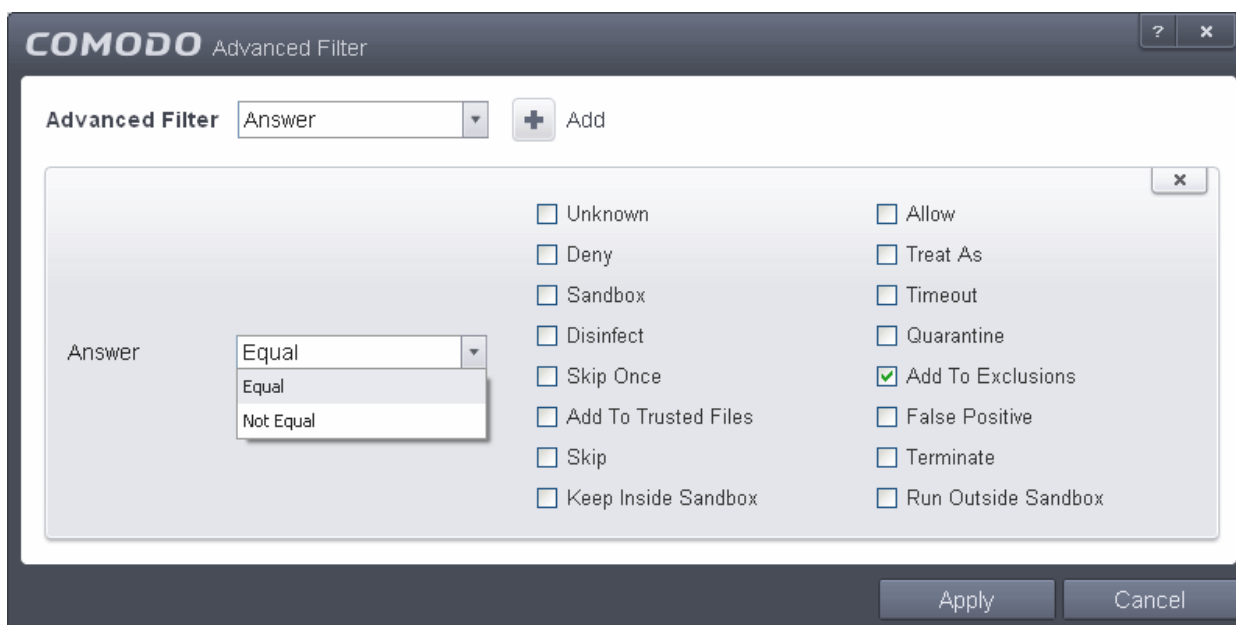 COMODO Advanced Filter ? x
Advanced Filter Answer + Add
x
Unknown Allow
Deny Treat As
Sandbox Timeout
Disinfect Quarantine
Answer Equal
Equal
Not Equal
Skip Once Add To Exclusions
Add To Trusted Files False Positive
Skip Terminate
Keep Inside Sandbox Run Outside Sandbox
Apply Cancel